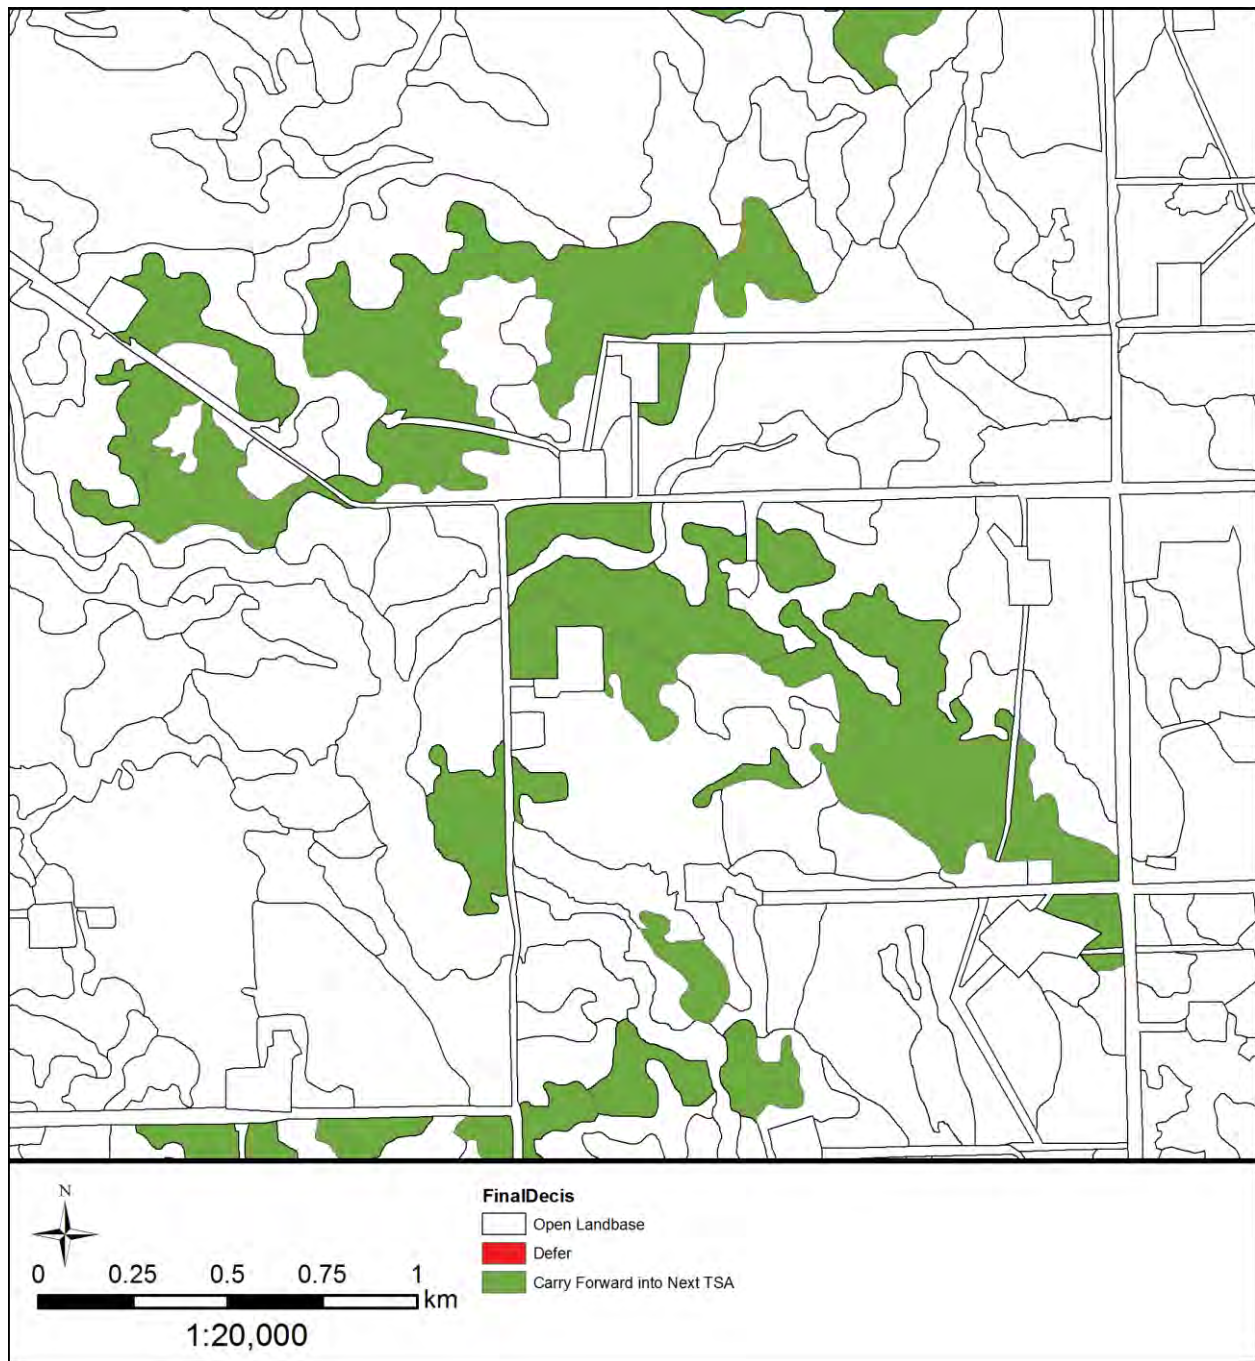 N
0 0.25 0.5 0.75 1
km
1:20,000
FinalDecis
Open Landbase
Defer
Carry Forward into Next TSA